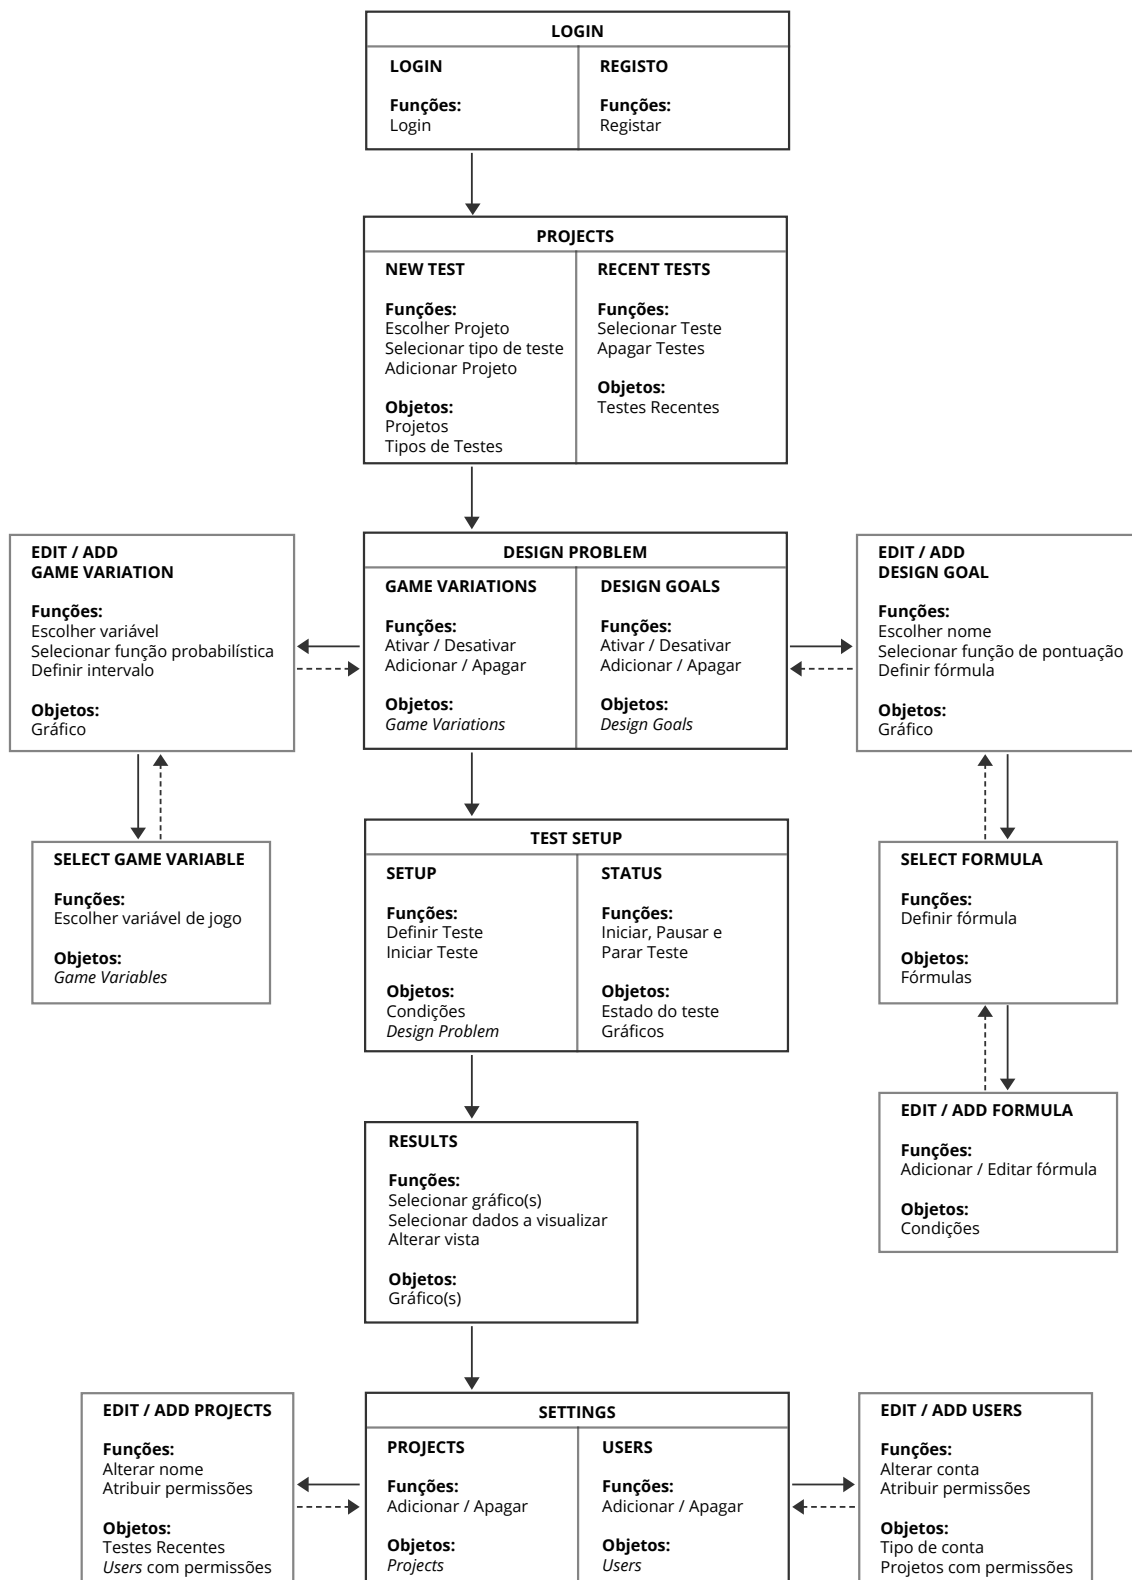 LOGIN
LOGIN
Funções:
Login
REGISTO
Funções:
Registar
PROJECTS
NEW TEST
Funções:
Escolher Projeto
Selecionar tipo de teste
Adicionar Projeto
Objetos:
Projetos
Tipos de Testes
RECENT TESTS
Funções:
Selecionar Teste
Apagar Testes
Objetos:
Testes Recentes
EDIT / ADD
GAME VARIATION
Funções:
Escolher variável
Selecionar função probabilística
Definir intervalo
Objetos:
Gráfico
DESIGN PROBLEM
GAME VARIATIONS
Funções:
Ativar / Desativar
Adicionar / Apagar
Objetos:
Game Variations
DESIGN GOALS
Funções:
Ativar / Desativar
Adicionar / Apagar
Objetos:
Design Goals
EDIT / ADD
DESIGN GOAL
Funções:
Escolher nome
Selecionar função de pontuação
Definir fórmula
Objetos:
Gráfico
SELECT GAME VARIABLE
Funções:
Escolher variável de jogo
Objetos:
Game Variables
TEST SETUP
SETUP
Funções:
Definir Teste
Iniciar Teste
Objetos:
Condições
Design Problem
STATUS
Funções:
Iniciar, Pausar e
Parar Teste
Objetos:
Estado do teste
Gráficos
SELECT FORMULA
Funções:
Definir fórmula
Objetos:
Fórmulas
EDIT / ADD FORMULA
Funções:
Adicionar / Editar fórmula
Objetos:
Condições
RESULTS
Funções:
Selecionar gráfico(s)
Selecionar dados a visualizar
Alterar vista
Objetos:
Gráfico(s)
EDIT / ADD PROJECTS
Funções:
Alterar nome
Atribuir permissões
Objetos:
Testes Recentes
Users com permissões
SETTINGS
PROJECTS
Funções:
Adicionar / Apagar
Objetos:
Projects
USERS
Funções:
Adicionar / Apagar
Objetos:
Users
EDIT / ADD USERS
Funções:
Alterar conta
Atribuir permissões
Objetos:
Tipo de conta
Projetos com permissões